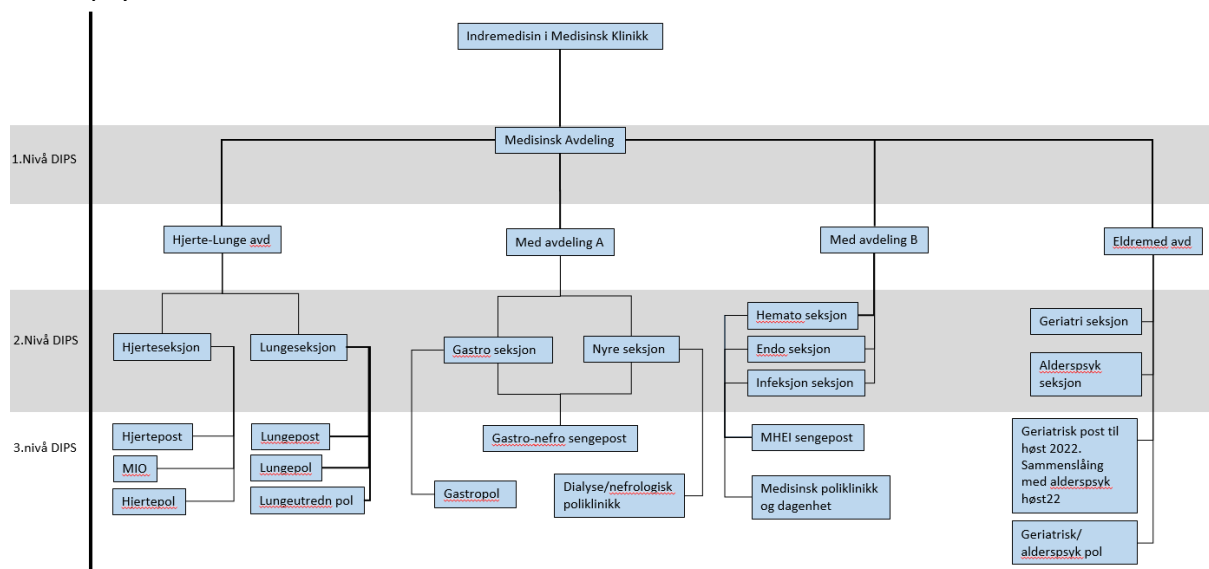 Indremedisin i Medisinsk Klinikk
1.Nivå DIPS
Medisinsk Avdeling
Hjerte-Lunge avd
Med avdeling A
Med avdeling B
Eldremed avd
2.Nivå DIPS
Hjerteseksjon
Lungeseksjon
Gastro seksjon
Nyre seksjon
Hemato seksjon
Endo seksjon
Infeksjon seksjon
Geriatri seksjon
Alderspsyk
seksjon
3.nivå DIPS
Hjertepost
MIO
Hjertepol
Lungepost
Lungepol
Lungeutredn pol
Gastro-nefro sengepost
Gastropol
Dialyse/nefrologisk
poliklinikk
MHEI sengepost
Medisinsk poliklinikk
og dagenhet
Geriatrisk post til
høst 2022.
Sammenslåing
med alderspsyk
høst22
Geriatrisk/
alderspsyk pol